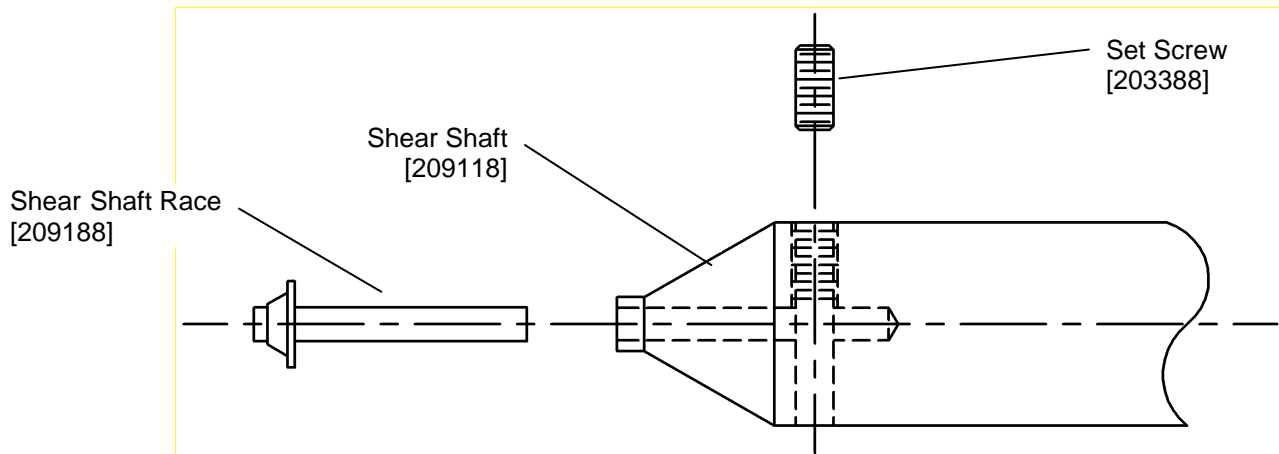 Set Screw
[203388]
Shear Shaft
[209118]
Shear Shaft Race
[209188]